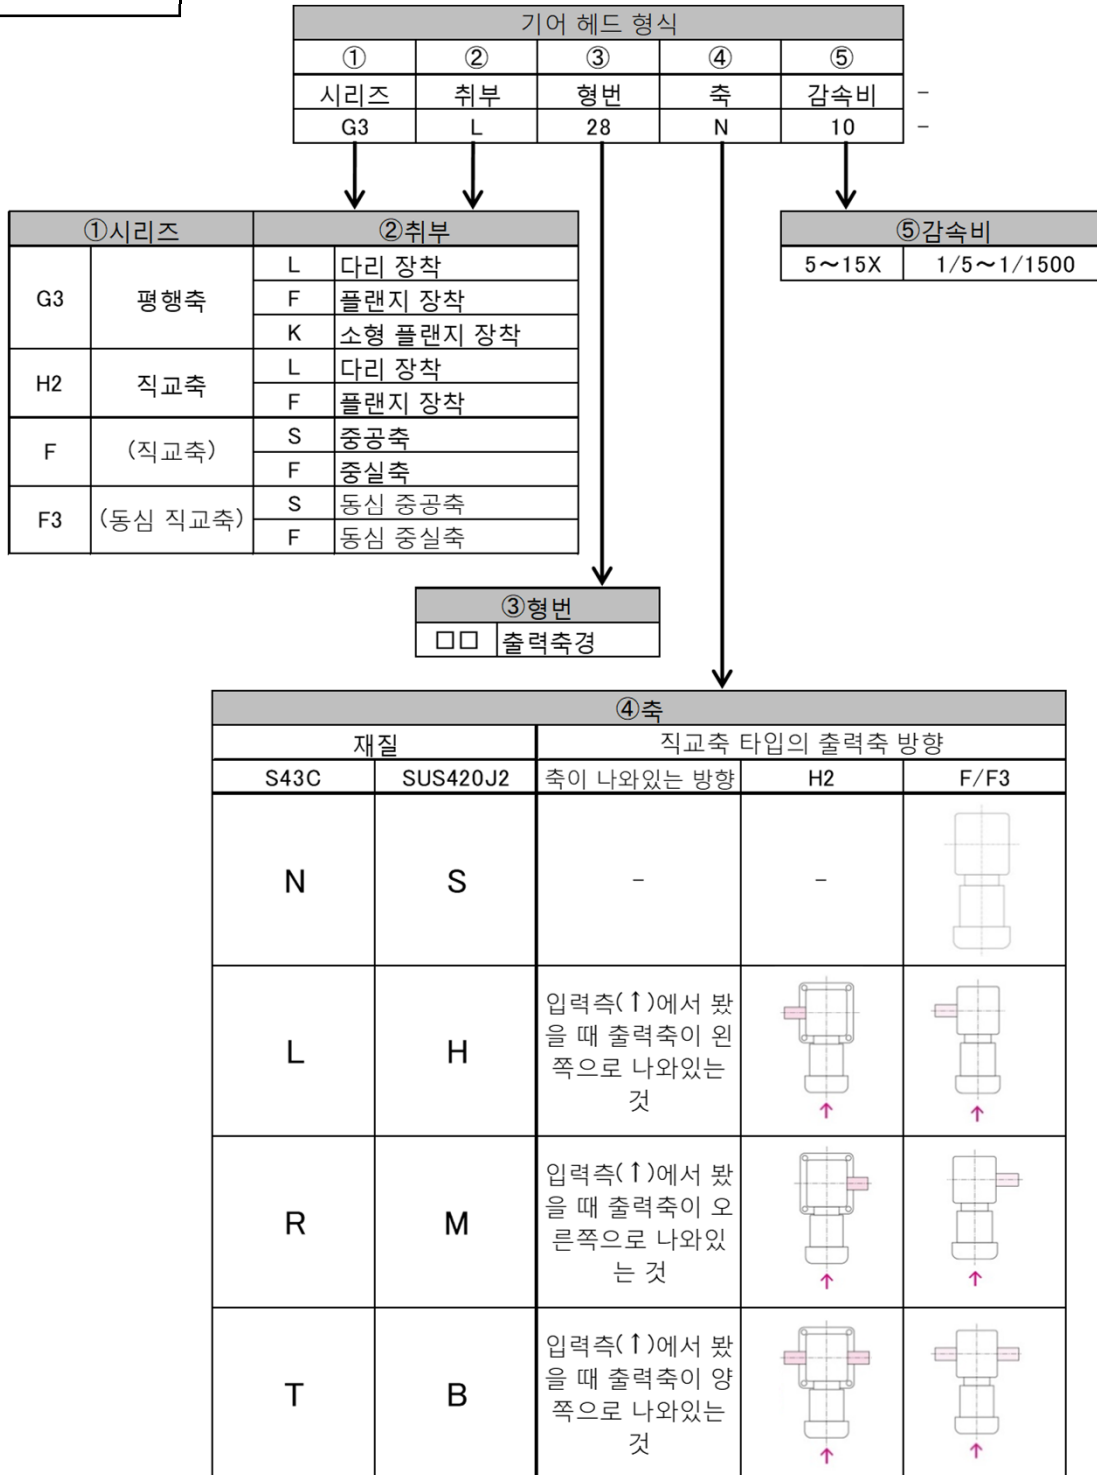 기어 헤드 형식
① ② ③ ④ ⑤
시리즈 취부 형번 축 감속비 -
G3 L 28 N 10 -
①시리즈 ②취부
G3 평행축
L 다리 장착
F 플랜지 장착
K 소형 플랜지 장착
H2 직교축
L 다리 장착
F 플랜지 장착
F (직교축)
S 중공축
F 중실축
F3 (동심 직교축)
S 동심 중공축
F 동심 중실축
⑤감속비
5~15X 1/5~1/1500
③형번
□□ 출력축경
④축
재질 직교축 타입의 출력축 방향
S43C SUS420J2 축이 나와있는 방향 H2 F/F3
N S - -
L H
입력측(↑)에서 봤
을 때 출력축이 왼
쪽으로 나와있는
것
↑ ↑
R M
입력측(↑)에서 봤
을 때 출력축이 오
른쪽으로 나와있
는 것
↑ ↑
T B
입력측(↑)에서 봤
을 때 출력축이 양
쪽으로 나와있는
것
↑ ↑